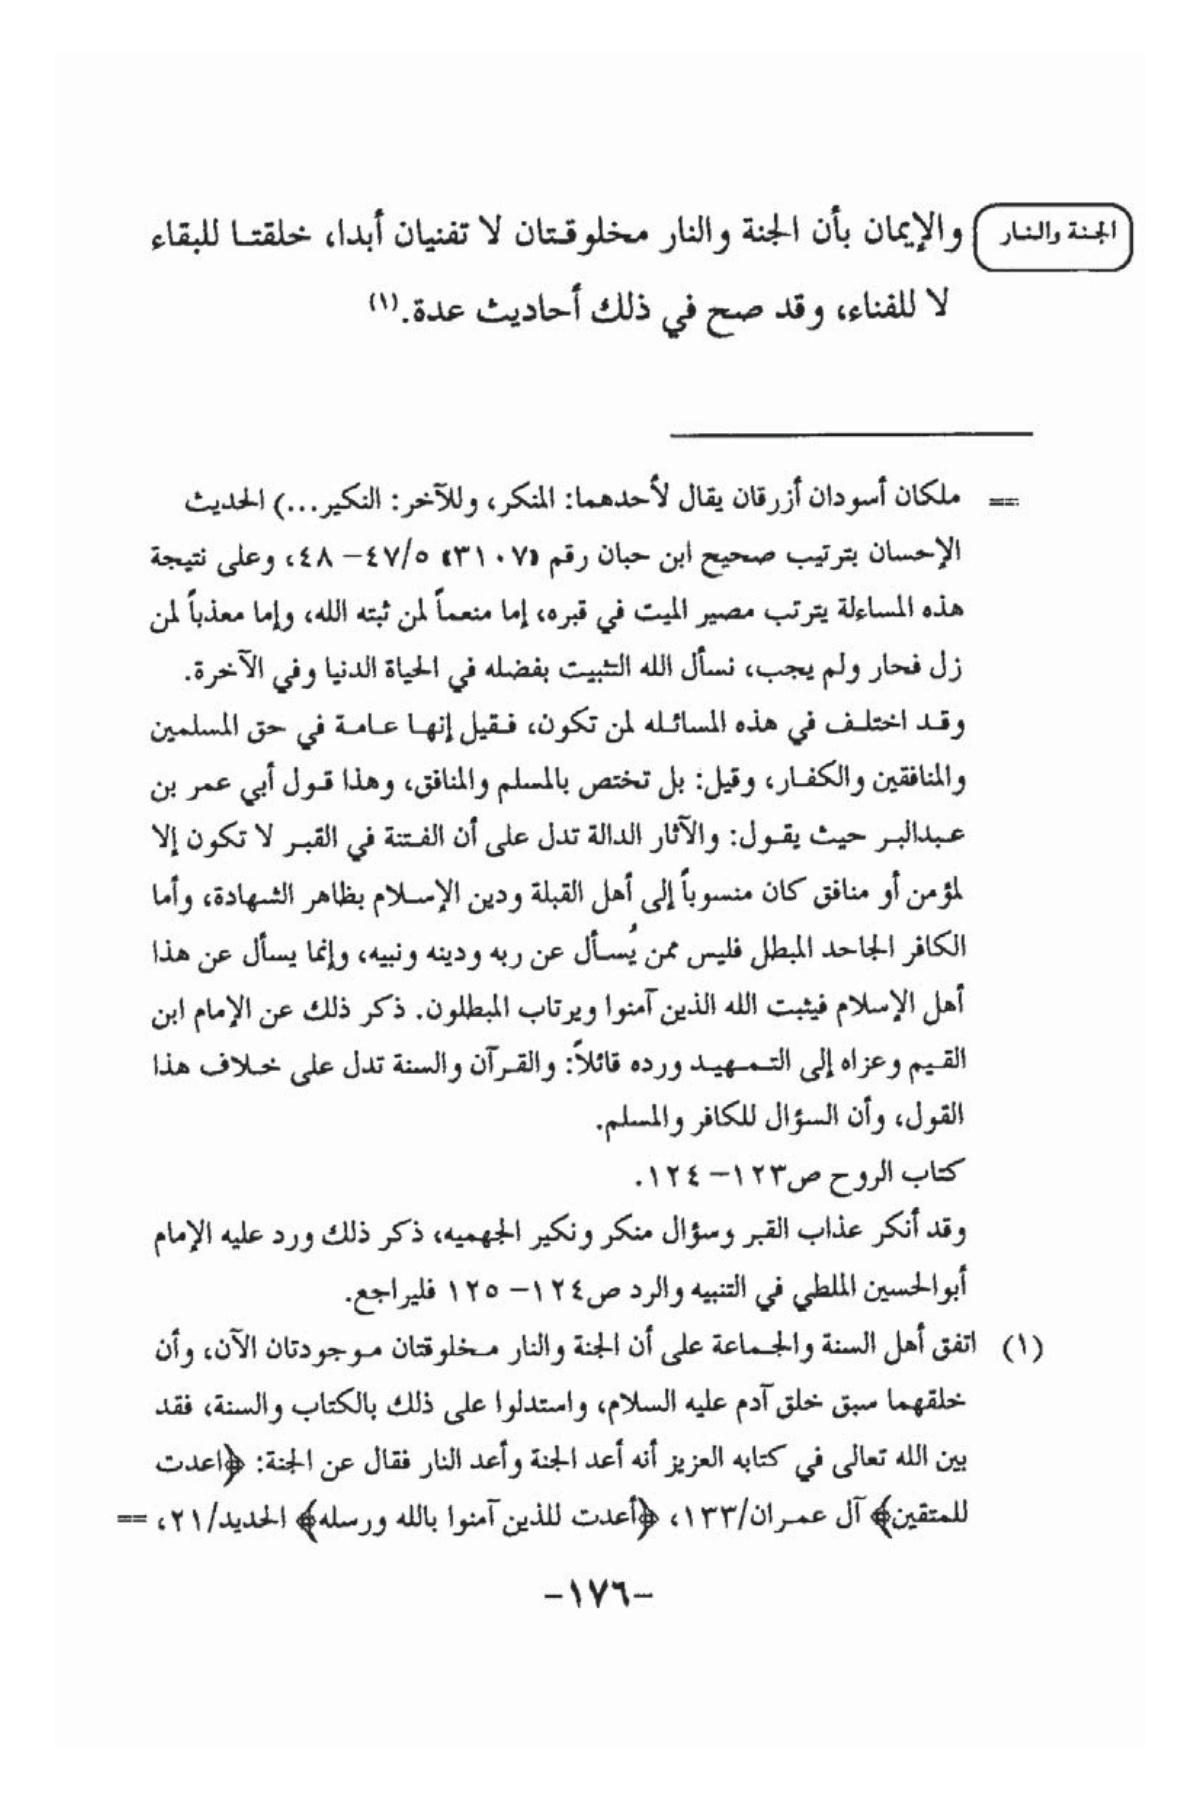 الجنة والنار
والإيمان بأن الجنة والنار مخلوقتان لا تفنيان أبدا، خلقتا للبقاء
لا للفناء، وقد صح في ذلك أحاديث عدة.(١)
== ملكان أسودان أزرقان يقال لأحدهما: المنكر، وللآخر: النكير...) الحديث
الإحسان بترتيب صحيح ابن حبان رقم «٣١٠٧» ٤٧/٥– ٤٨، وعلى نتيجة
هذه المساءلة يترتب مصير الميت في قبره، إما منعماً لمن ثبته الله، وإما معذباً لمن
زل فحار ولم يجب، نسأل الله التثبيت بفضله في الحياة الدنيا وفي الآخرة.
وقد اختلف في هذه المسائله لمن تكون، فقيل إنها عامة في حق المسلمين
والمنافقين والكفار، وقيل: بل تختص بالمسلم والمنافق، وهذا قول أبي عمر بن
عبدالبر حيث يقول: والآثار الدالة تدل على أن الفتنة في القبر لا تكون إلا
لمؤمن أو منافق كان منسوباً إلى أهل القبلة ودين الإسلام بظاهر الشهادة، وأما
الكافر الجاحد المبطل فليس ممن يُسأل عن ربه ودينه ونبيه، وإنما يسأل عن هذا
أهل الإسلام فيثبت الله الذين آمنوا ويرتاب المبطلون. ذكر ذلك عن الإمام ابن
القيم وعزاه إلى التمهيد ورده قائلاً: والقرآن والسنة تدل على خلاف هذا
القول، وأن السؤال للكافر والمسلم.
كتاب الروح ص١٢٣– ١٢٤.
وقد أنكر عذاب القبر وسؤال منكر ونكير الجهميه، ذكر ذلك ورد عليه الإمام
أبوالحسين الملطي في التنبيه والرد ص١٢٤– ١٢٥ فليراجع.
(١) اتفق أهل السنة والجماعة على أن الجنة والنار مخلوقتان موجودتان الآن، وأن
خلقهما سبق خلق آدم عليه السلام، واستدلوا على ذلك بالكتاب والسنة، فقد
بين الله تعالى في كتابه العزيز أنه أعد الجنة وأعد النار فقال عن الجنة: ﴿اعدت
للمتقين﴾ آل عمران/١٣٣، ﴿أعدت للذين آمنوا بالله ورسله﴾ الحديد/٢١، ==
–١٧٦–